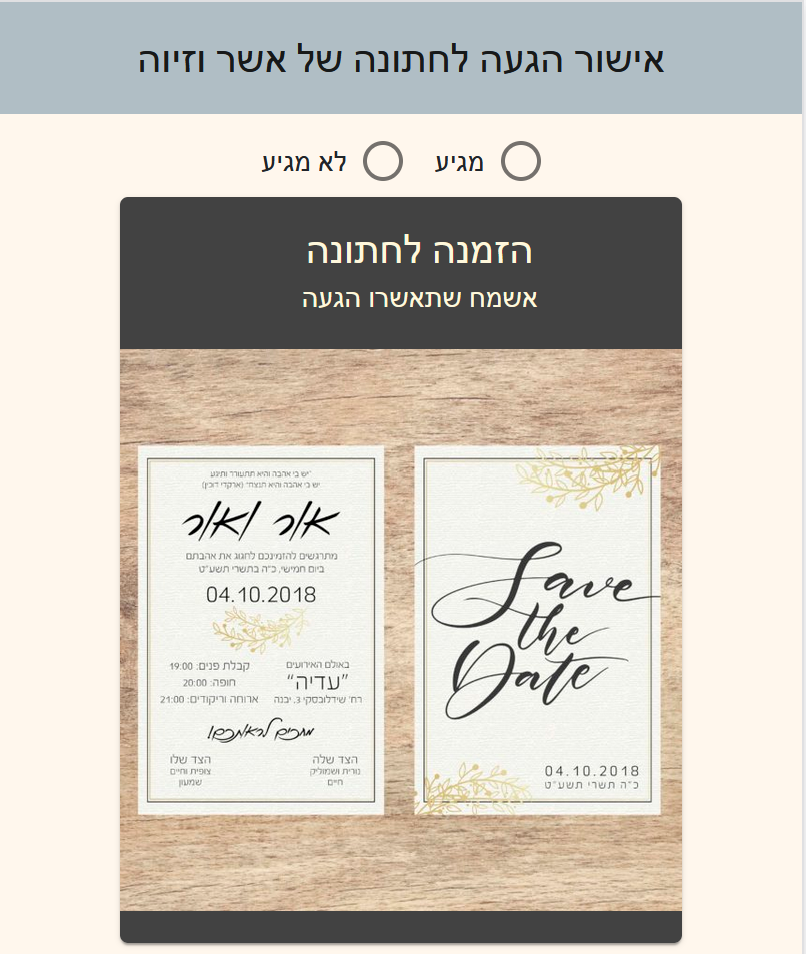 אישור הגעה לחתונה של אשר וזיוה
מגיע
לא מגיע
הזמנה לחתונה
אשמח שתאשרו הגעה
Save
the
Date
04.10.2018
כ״ה תשרי תשע״ט
"יש בי אהבה והיא תתעורר ותיגע
יש בי אהבה והיא תנצח" (ארקדי דוכין)
אור ואור
מתרגשים להזמינכם לחגוג את אהבתם
ביום חמישי, כ״ה בתשרי תשע״ט
04.10.2018
באולם האירועים
"עדיה"
רח' שידלובסקי 3, יבנה
קבלת פנים: 19:00
חופה: 20:00
ארוחה וריקודים: 21:00
מחכים לראותכם!
הצד שלה
נורית ושמוליק
חיים
הצד שלו
צופית וחיים
שמעון